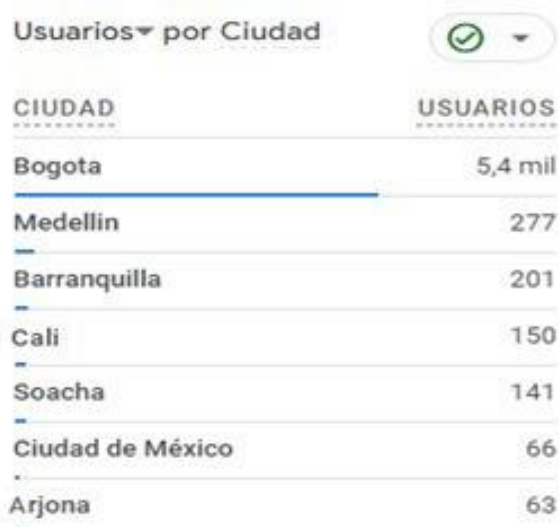 Usuarios por Ciudad
CIUDAD USUARIOS
Bogota 5,4 mil
Medellin 277
Barranquilla 201
Cali 150
Soacha 141
Ciudad de México 66
Arjona 63